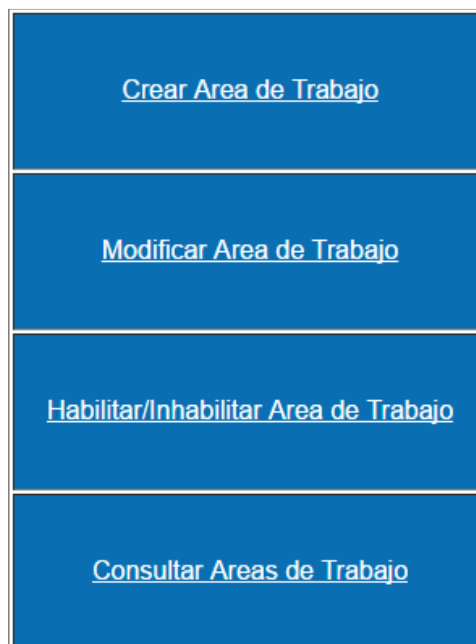 Crear Area de Trabajo
Modificar Area de Trabajo
Habilitar/Inhabilitar Area de Trabajo
Consultar Areas de Trabajo